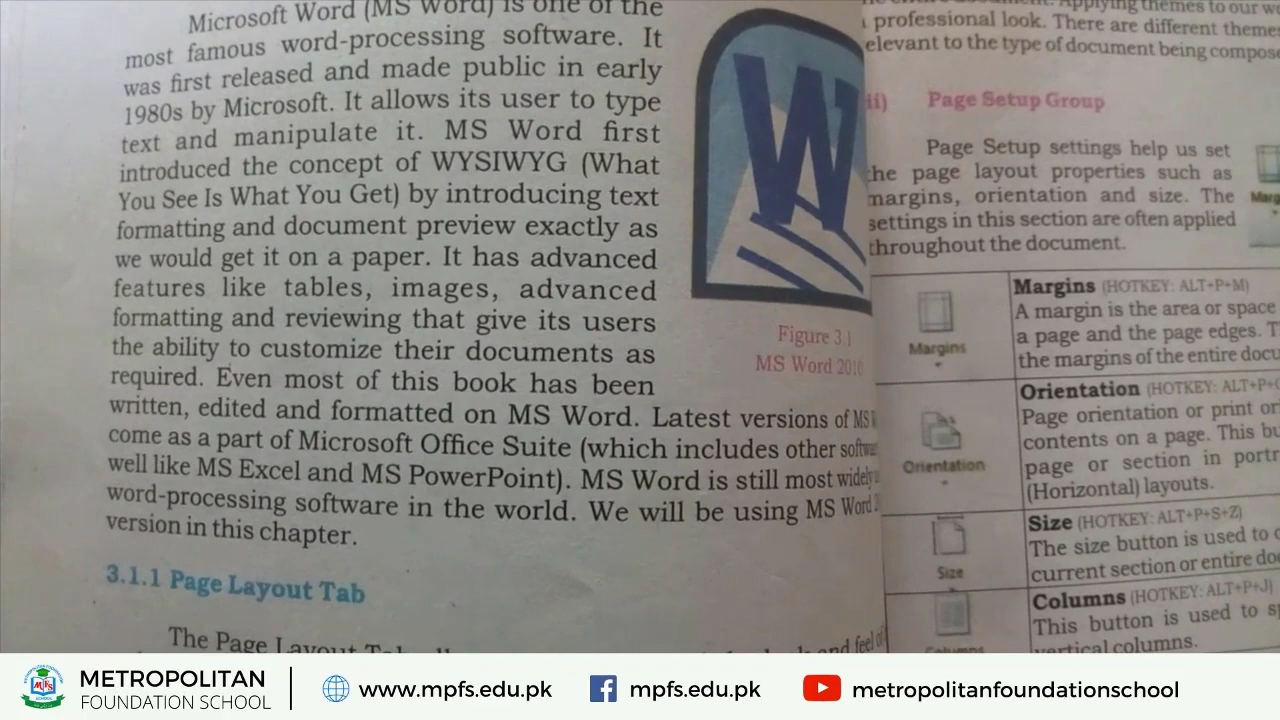 Microsoft Word (MS Word) is one of the
most famous word-processing software. It
was first released and made public in early
1980s by Microsoft. It allows its user to type
text and manipulate it. MS Word first
introduced the concept of WYSIWYG (What
You See Is What You Get) by introducing text
formatting and document preview exactly as
we would get it on a paper. It has advanced
features like tables, images, advanced
formatting and reviewing that give its users
the ability to customize their documents as
required. Even most of this book has been
written, edited and formatted on MS Word. Latest versions of MS
come as a part of Microsoft Office Suite (which includes other
well like MS Excel and MS PowerPoint). MS Word is still most widely
word-processing software in the world. We will be using MS Word
version in this chapter.
W
Figure 3.1
MS Word 2010
3.1.1 Page Layout Tab
The Page Layout
and feel of
Applying themes to our
professional look. There are different
elevant to the type of document being
ii) Page Setup Group
Page Setup settings help us set
the page layout properties such as
margins, orientation and size. The
settings in this section are often applied
throughout the document.
Margins
Margins (HOTKEY: ALT+P+M)
A margin is the area or space
a page and the page edges.
the margins of the entire
Orientation
Orientation (HOTKEY: ALT+P+
Page orientation or print
contents on a page. This
page or section in
(Horizontal) layouts.
Size
Size (HOTKEY: ALT+P+S+Z)
The size button is used to
current section or entire
Columns
Columns (HOTKEY: ALT+P+J)
This button is used to
vertical columns.
METROPOLITAN
FOUNDATION SCHOOL
www.mpfs.edu.pk
mpfs.edu.pk
metropolitanfoundationschool